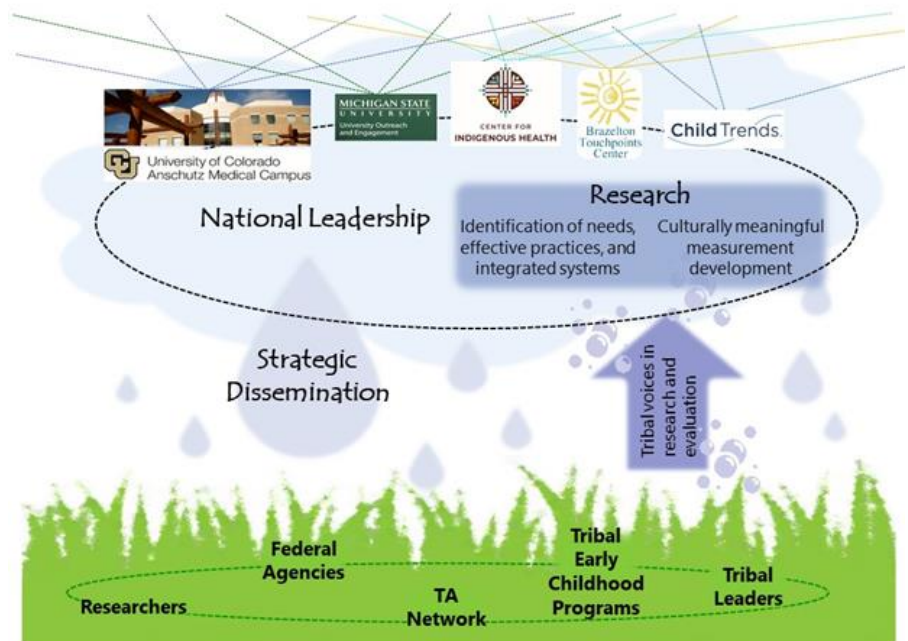 University of Colorado
Anschutz Medical Campus
MICHIGAN STATE
UNIVERSITY
University Outreach
and Engagement
CENTER FOR
INDIGENOUS HEALTH
Brazelton
Touchpoints
Center
Child Trends.
National Leadership
Research
Identification of needs,
effective practices, and
integrated systems
Culturally meaningful
measurement
development
Strategic
Dissemination
Tribal voices in
research and
evaluation
Researchers
Federal
Agencies
TA
Network
Tribal
Early
Childhood
Programs
Tribal
Leaders